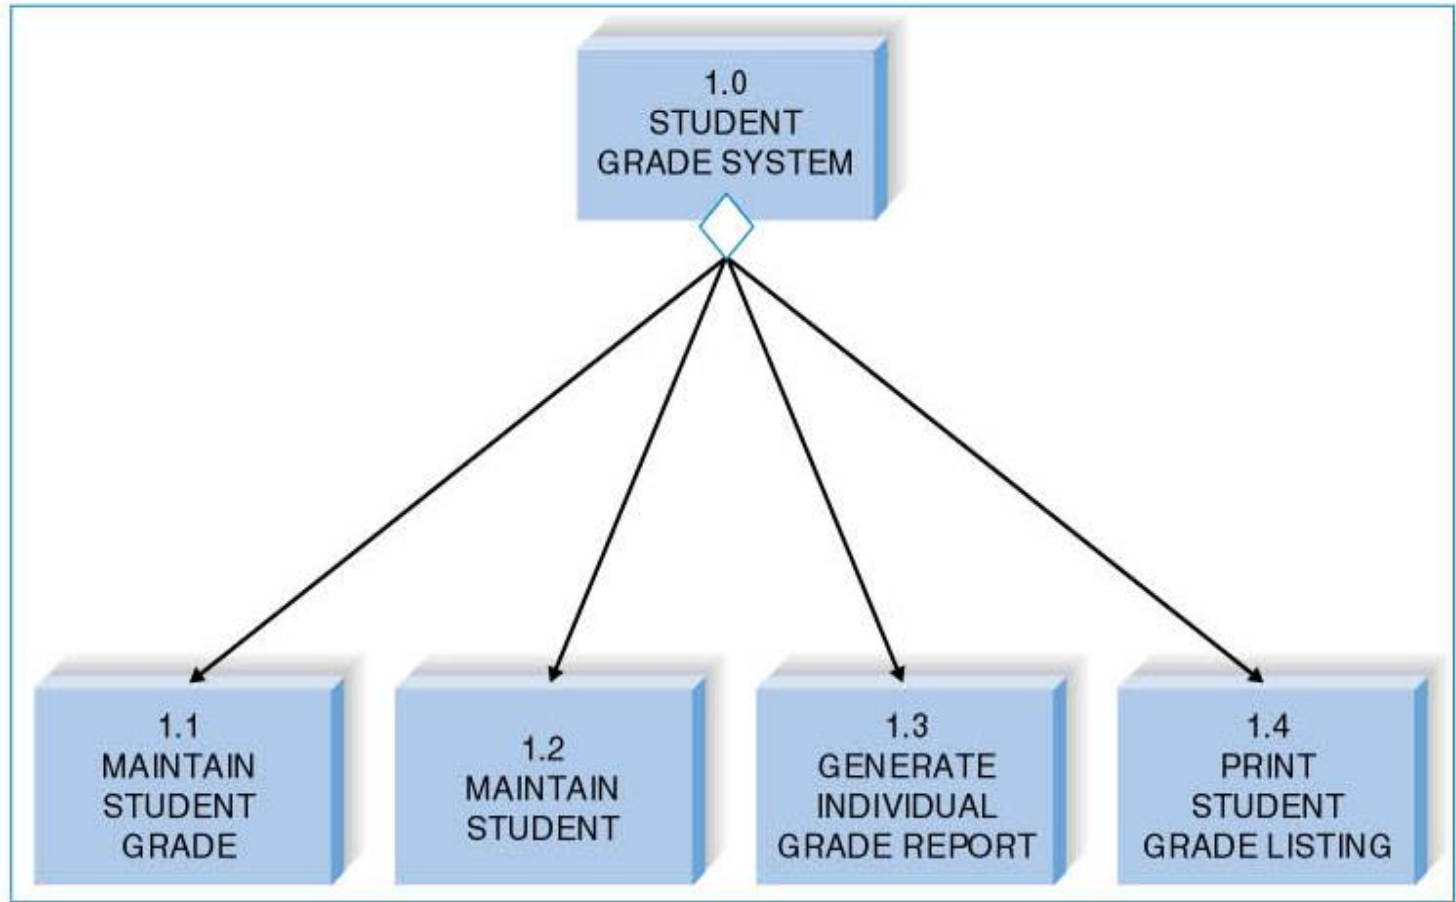 1.0
STUDENT
GRADE SYSTEM
1.1
MAINTAIN
STUDENT
GRADE
1.2
MAINTAIN
STUDENT
1.3
GENERATE
INDIVIDUAL
GRADE REPORT
1.4
PRINT
STUDENT
GRADE LISTING